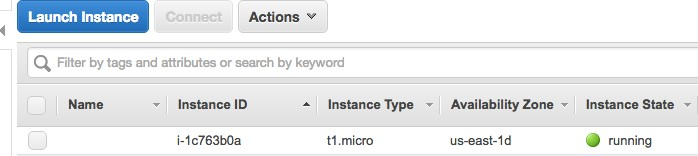 Launch Instance Connect Actions
Filter by tags and attributes or search by keyword
Name Instance ID Instance Type Availability Zone Instance State
i-1c763b0a t1.micro us-east-1d running